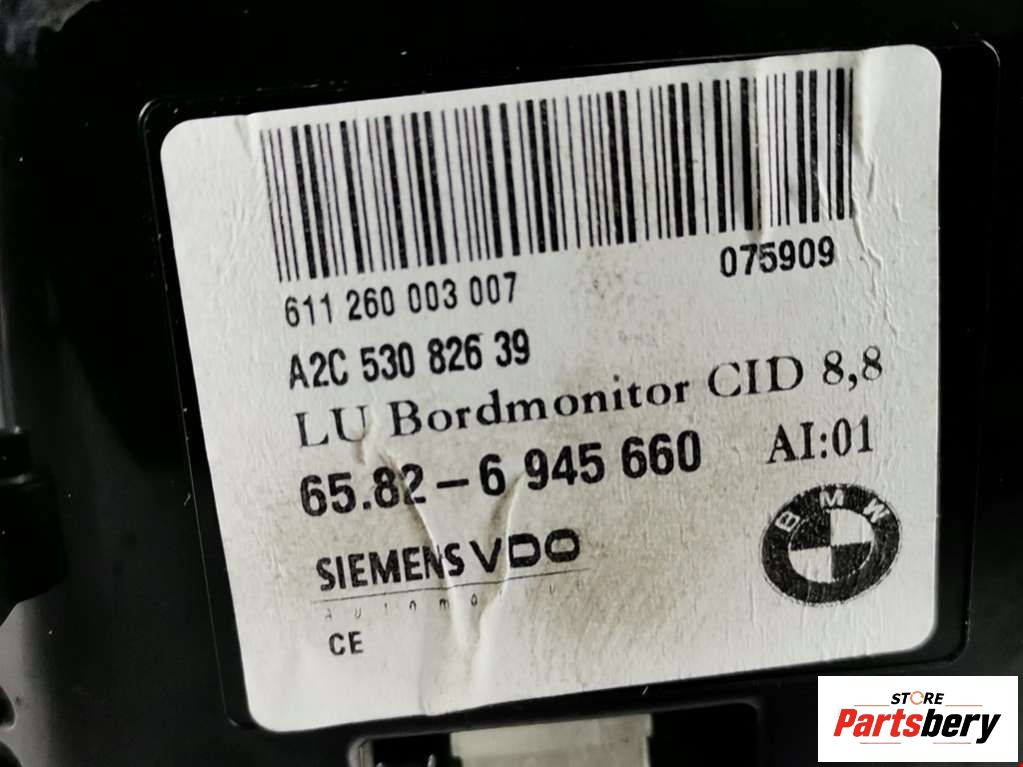 075909
611 260 003 007
A2C 530 826 39
LU Bordmonitor CID 8,8
65.82-6 945 660 AI:01
SIEMENS VDO
automotive
BMW
CE
STORE
Partsbery